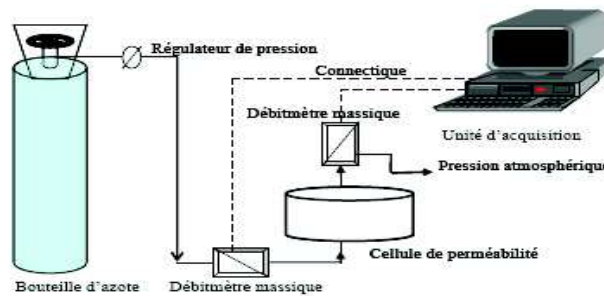 Régulateur de pression
Connectique
Débitmètre massique
Unité d'acquisition
Pression atmosphérique
Cellule de perméabilité
Bouteille d'azote
Débitmètre massique